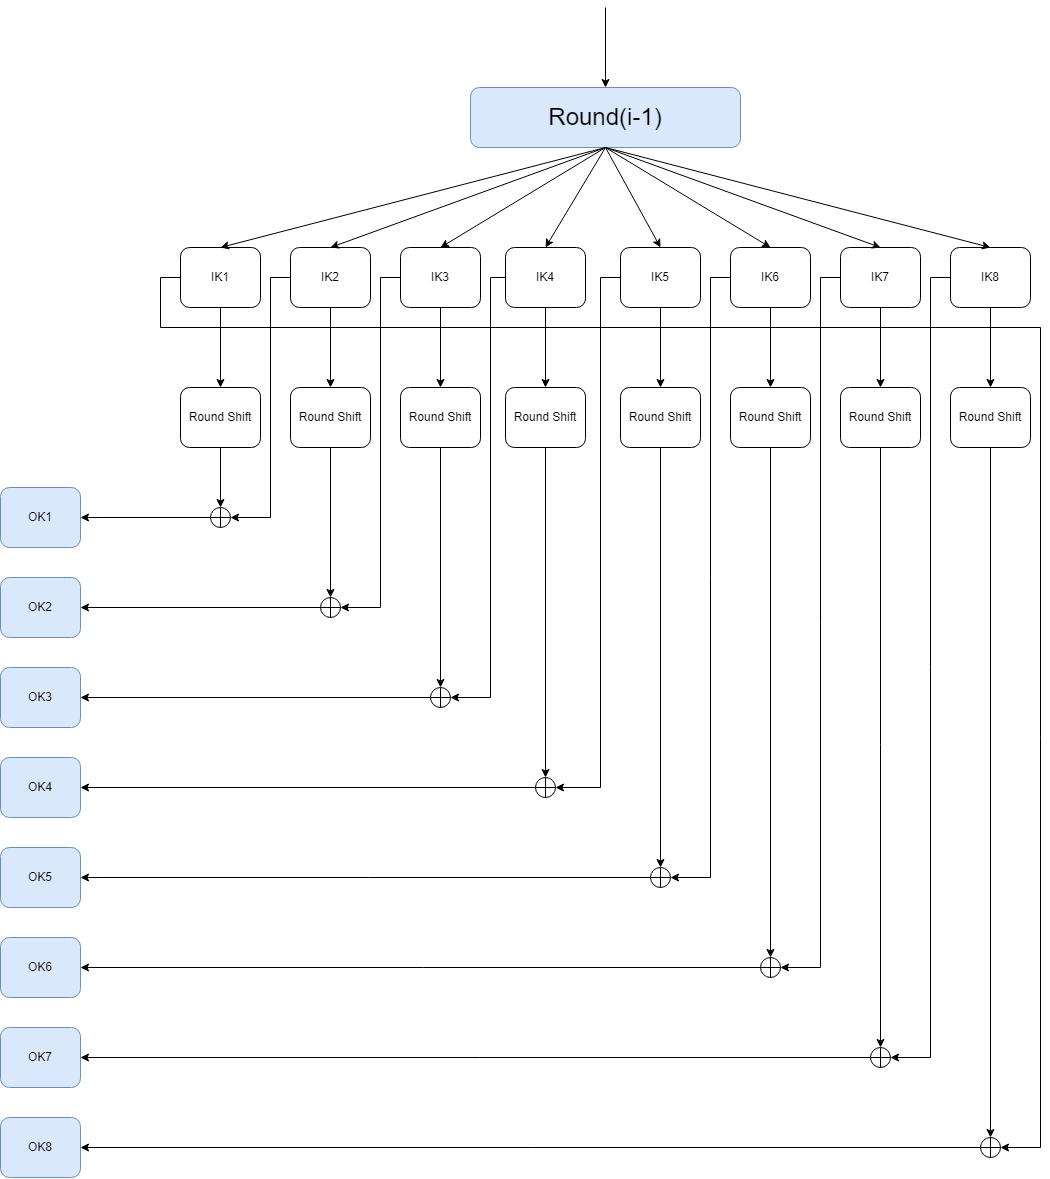 Round(i-1)
IK1
IK2
IK3
IK4
IK5
IK6
IK7
IK8
Round Shift
Round Shift
Round Shift
Round Shift
Round Shift
Round Shift
Round Shift
Round Shift
OK1
OK2
OK3
OK4
OK5
OK6
OK7
OK8